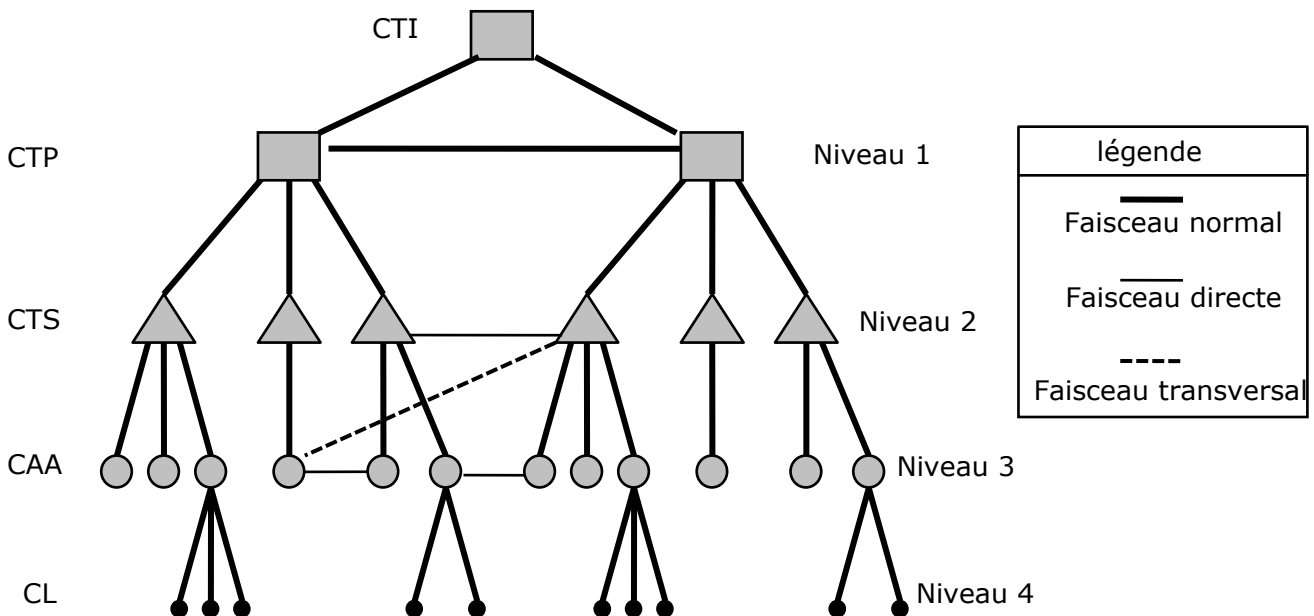 CTI
CTP
Niveau 1
légende
Faisceau normal
CTS
Niveau 2
Faisceau directe
Faisceau transversal
CAA
Niveau 3
CL
Niveau 4